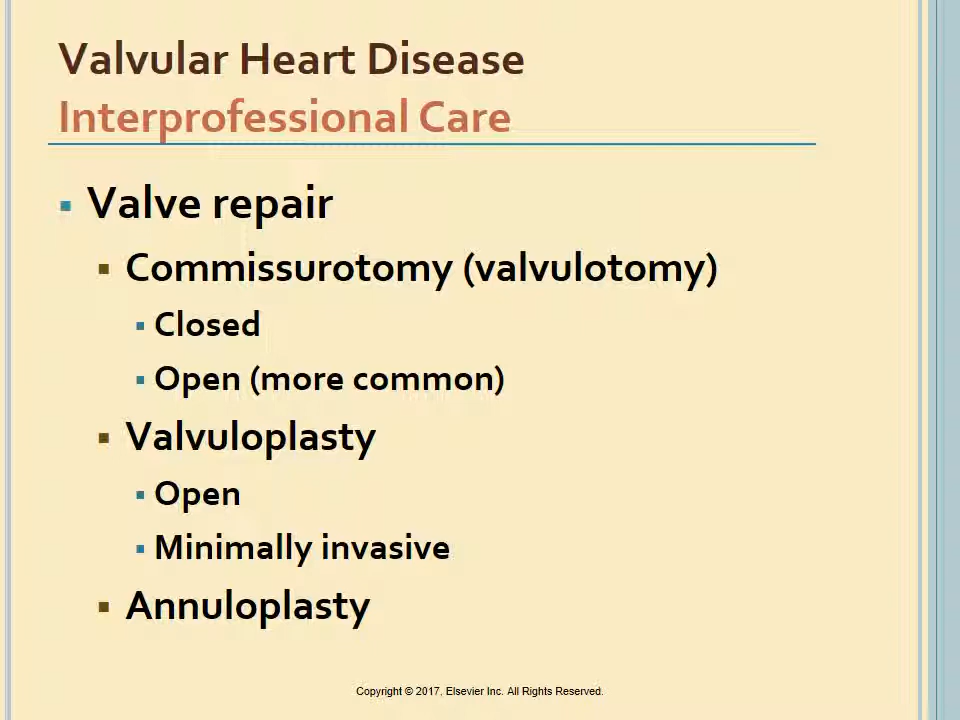 Valvular Heart Disease
Interprofessional Care
Valve repair
Commissurotomy (valvulotomy)
Closed
Open (more common)
Valvuloplasty
Open
Minimally invasive
Annuloplasty
Copyright © 2017, Elsevier Inc. All Rights Reserved.